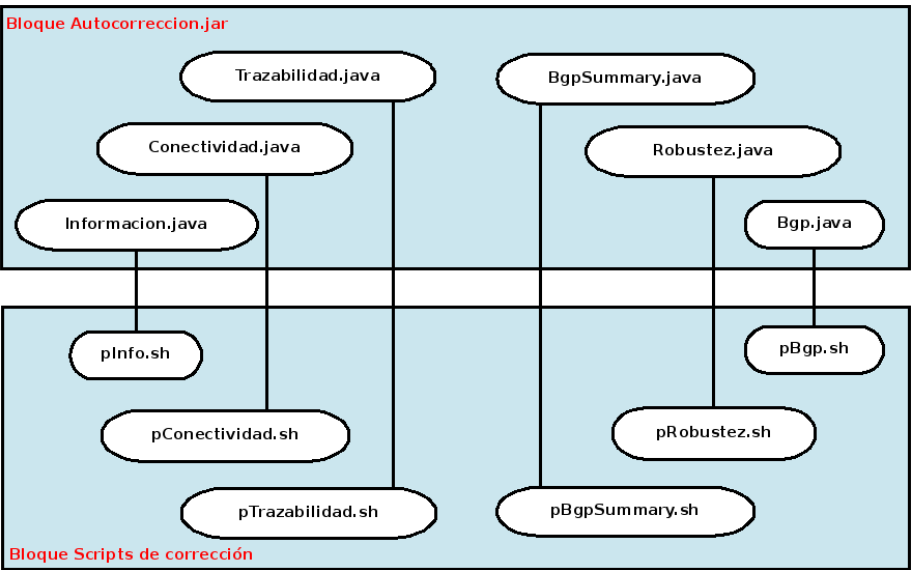 Bloque Autocorreccion.jar
Trazabilidad.java
BgpSummary.java
Conectividad.java
Robustez.java
Informacion.java
Bgp.java
pInfo.sh
pBgp.sh
pConectividad.sh
pRobustez.sh
pTrazabilidad.sh
pBgpSummary.sh
Bloque Scripts de corrección